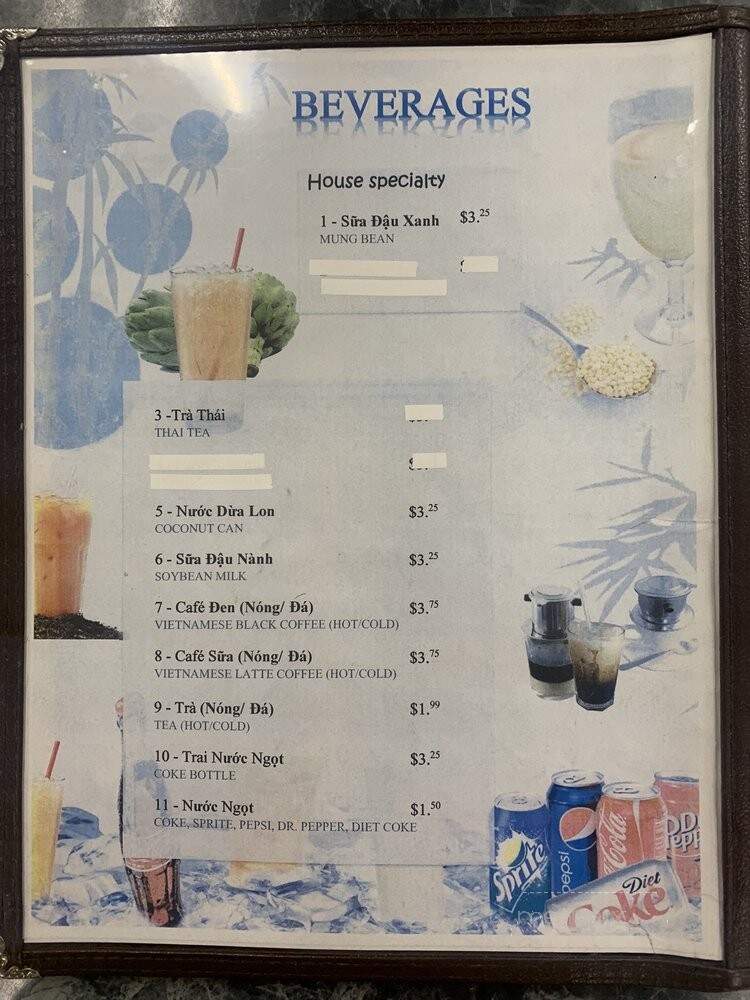 BEVERAGES
House specialty
1 - Sữa Đậu Xanh $3.25
MUNG BEAN
3 -Trà Thái
THAI TEA
5 - Nước Dừa Lon $3.25
COCONUT CAN
6 - Sữa Đậu Nành $3.25
SOYBEAN MILK
7 - Café Đen (Nóng/ Đá) $3.75
VIETNAMESE BLACK COFFEE (HOT/COLD)
8 - Café Sữa (Nóng/ Đá) $3.75
VIETNAMESE LATTE COFFEE (HOT/COLD)
9 - Trà (Nóng/ Đá) $1.99
TEA (HOT/COLD)
10 - Trai Nước Ngọt $3.25
COKE BOTTLE
11 - Nước Ngọt $1.50
COKE, SPRITE, PEPSI, DR. PEPPER, DIET COKE
Sprite
pepsi
Diet
Coke